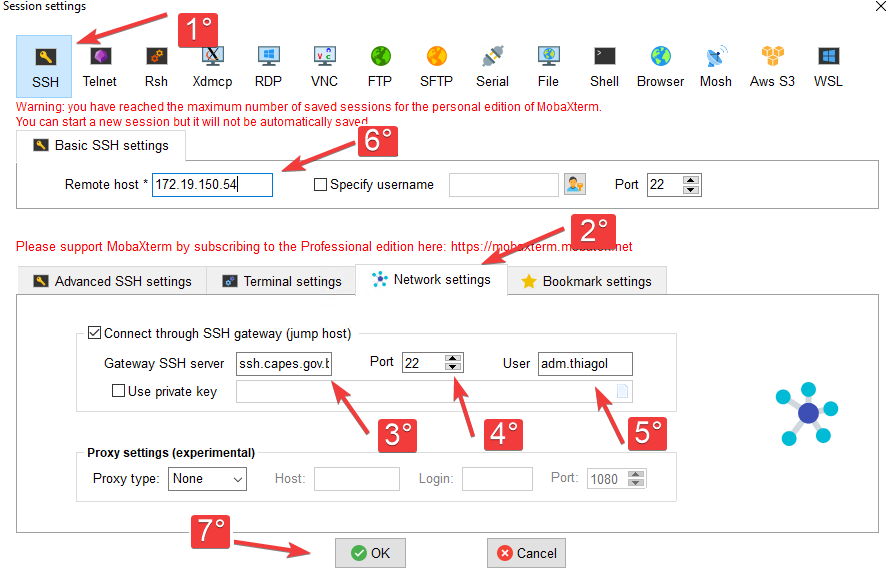 Session settings
1°
SSH Telnet Rsh Xdmcp RDP VNC FTP SFTP Serial File Shell Browser Mosh Aws S3 WSL
Warning: you have reached the maximum number of saved sessions for the personal edition of MobaXterm.
You can start a new session but it will not be automatically saved
6°
Basic SSH settings
Remote host * 172.19.150.54 Specify username Port 22
2°
Please support MobaXterm by subscribing to the Professional edition here: https://mobaxterm.mobatek.net
Advanced SSH settings Terminal settings Network settings Bookmark settings
Connect through SSH gateway (jump host)
Gateway SSH server ssh.capes.gov.b Port 22 User adm.thiagol
Use private key
3° 4° 5°
Proxy settings (experimental)
Proxy type: None Host: Login: Port: 1080
7°
OK Cancel